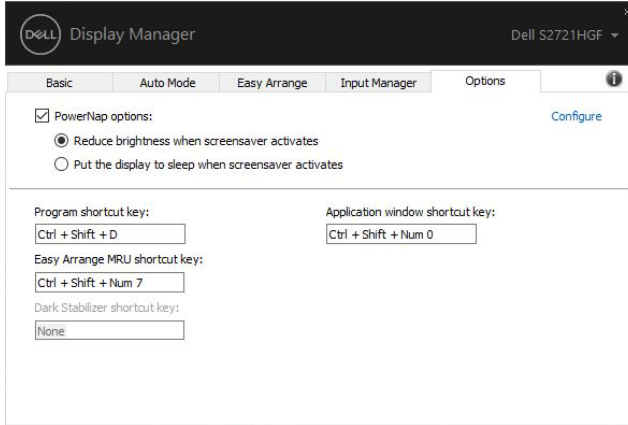 DELL Display Manager
Dell S2721HGF
Basic
Auto Mode
Easy Arrange
Input Manager
Options
PowerNap options:
Configure
Reduce brightness when screensaver activates
Put the display to sleep when screensaver activates
Program shortcut key:
Application window shortcut key:
Ctrl + Shift + D
Ctrl + Shift + Num 0
Easy Arrange MRU shortcut key:
Ctrl + Shift + Num 7
Dark Stabilizer shortcut key:
None